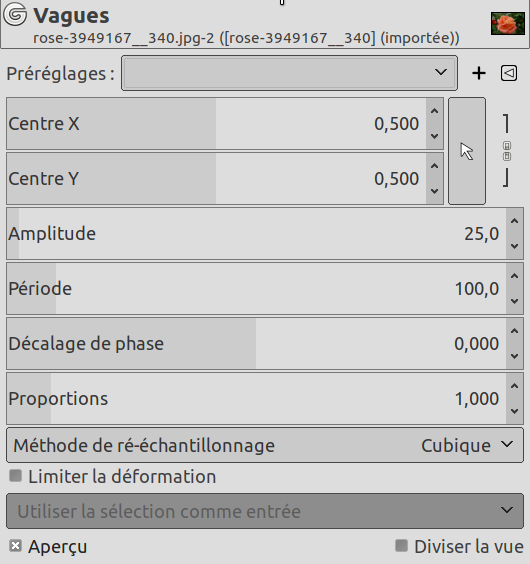 Vagues
rose-3949167__340.jpg-2 ([rose-3949167__340] (importée))
Préréglages :
Centre X 0,500
Centre Y 0,500
Amplitude 25,0
Période 100,0
Décalage de phase 0,000
Proportions 1,000
Méthode de ré-échantillonnage Cubique
Limiter la déformation
Utiliser la sélection comme entrée
Aperçu Diviser la vue